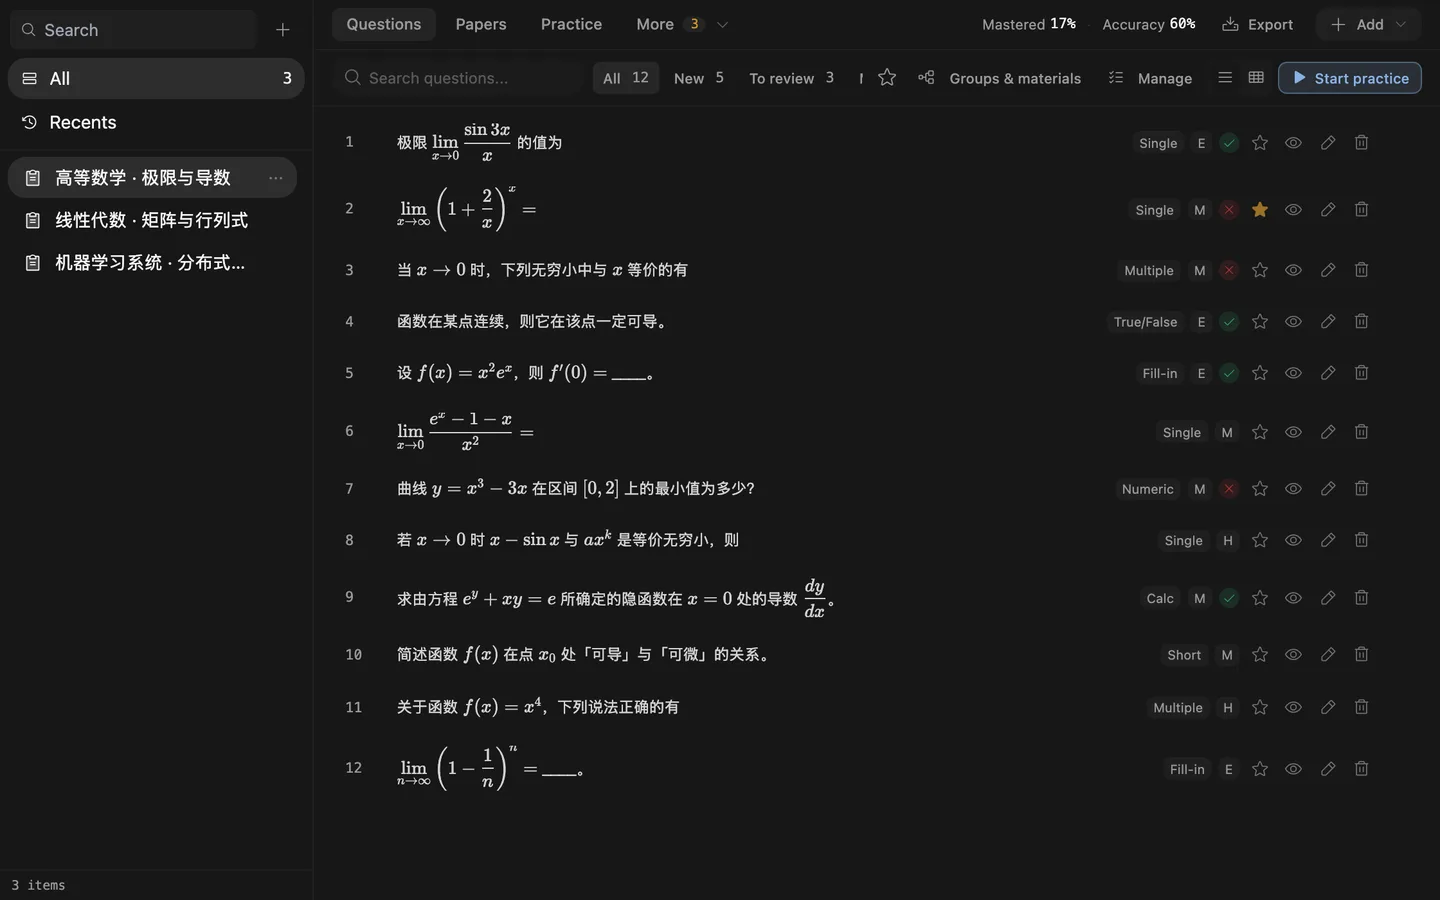 Search
All 3
Recents
高等数学 · 极限与导数 ...
线性代数 · 矩阵与行列式
机器学习系统 · 分布式...
3 items
Questions Papers Practice More 3 Mastered 17% · Accuracy 60% Export Add
Search questions... All 12 New 5 To review 3 Groups & materials Manage Start practice
1 极限 lim_{x→0} sin 3x / x 的值为 Single E
2 lim_{x→∞} (1 + 2/x)^x = Single M
3 当 x → 0 时，下列无穷小中与 x 等价的有 Multiple M
4 函数在某点连续，则它在该点一定可导。 True/False E
5 设 f(x) = x²eˣ，则 f′(0) = ____。 Fill-in E
6 lim_{x→0} (eˣ − 1 − x) / x² = Single M
7 曲线 y = x³ − 3x 在区间 [0, 2] 上的最小值为多少？ Numeric M
8 若 x → 0 时 x − sin x 与 axᵏ 是等价无穷小，则 Single H
9 求由方程 eʸ + xy = e 所确定的隐函数在 x = 0 处的导数 dy/dx。 Calc M
10 简述函数 f(x) 在点 x₀ 处「可导」与「可微」的关系。 Short M
11 关于函数 f(x) = x⁴，下列说法正确的有 Multiple H
12 lim_{n→∞} (1 − 1/n)^n = ____。 Fill-in E